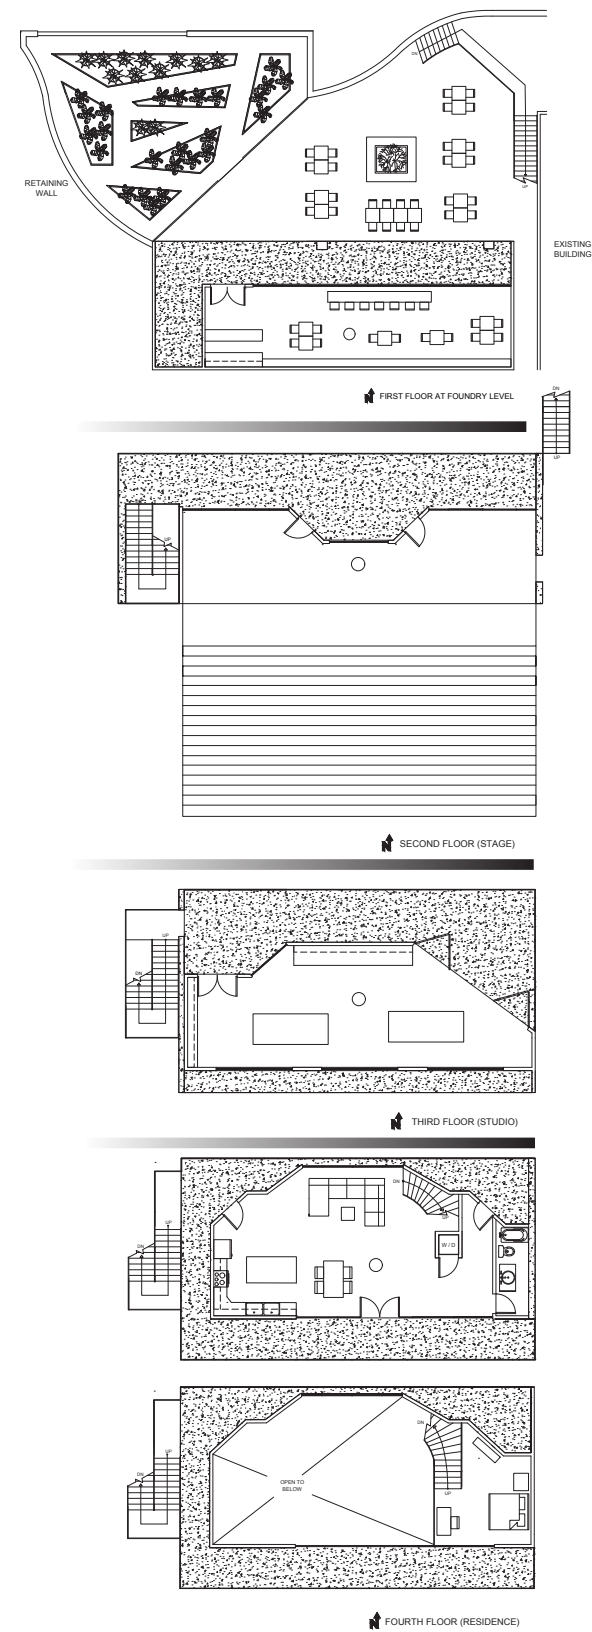 DN
UP
RETAINING
WALL
EXISTING
BUILDING
N
FIRST FLOOR AT FOUNDRY LEVEL
DN
UP
UP
N
SECOND FLOOR (STAGE)
UP
DN
N
THIRD FLOOR (STUDIO)
DN
UP
UP
W / D
DN
DN
UP
DN
OPEN TO
BELOW
UP
N
FOURTH FLOOR (RESIDENCE)